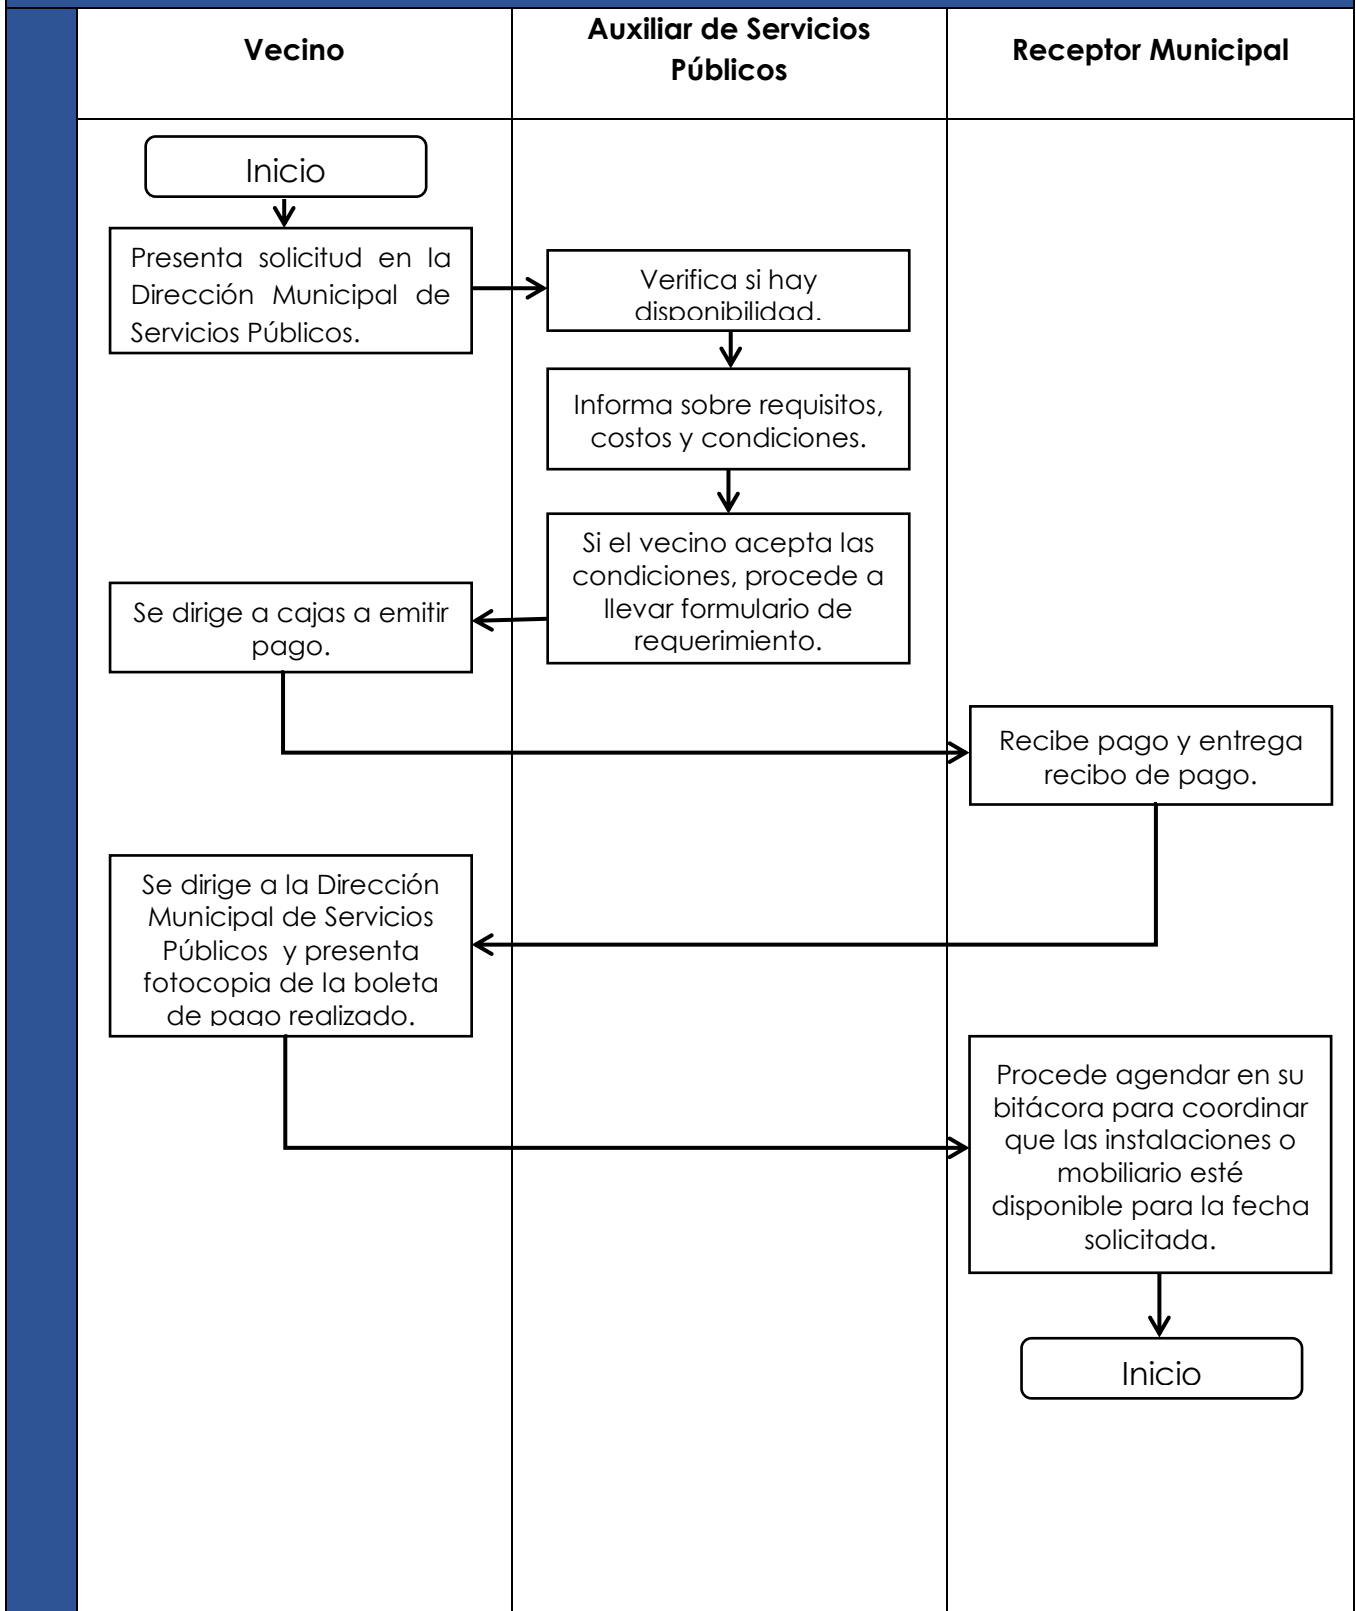 Vecino
Auxiliar de Servicios
Públicos
Receptor Municipal
Inicio
Presenta solicitud en la
Dirección Municipal de
Servicios Públicos.
Verifica si hay
disponibilidad.
Informa sobre requisitos,
costos y condiciones.
Si el vecino acepta las
condiciones, procede a
llevar formulario de
requerimiento.
Se dirige a cajas a emitir
pago.
Recibe pago y entrega
recibo de pago.
Se dirige a la Dirección
Municipal de Servicios
Públicos y presenta
fotocopia de la boleta
de pago realizado.
Procede agendar en su
bitácora para coordinar
que las instalaciones o
mobiliario esté
disponible para la fecha
solicitada.
Inicio